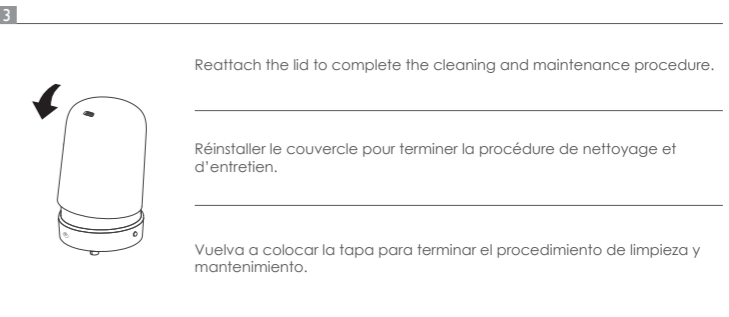 3
Reattach the lid to complete the cleaning and maintenance procedure.
Réinstaller le couvercle pour terminer la procédure de nettoyage et
d'entretien.
Vuelva a colocar la tapa para terminar el procedimiento de limpieza y
mantenimiento.